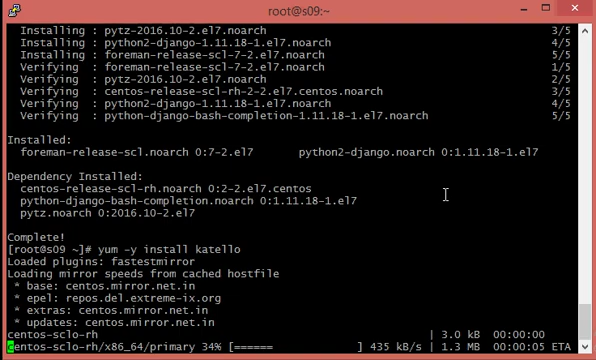 root@s09:~
Installing : pytz-2016.10-2.el7.noarch 3/5
Installing : python2-django-1.11.18-1.el7.noarch 4/5
Installing : foreman-release-scl-7-2.el7.noarch 5/5
Verifying : foreman-release-scl-7-2.el7.noarch 1/5
Verifying : pytz-2016.10-2.el7.noarch 2/5
Verifying : centos-release-scl-rh-2-2.el7.centos.noarch 3/5
Verifying : python2-django-1.11.18-1.el7.noarch 4/5
Verifying : python-django-bash-completion-1.11.18-1.el7.noarch 5/5
Installed:
foreman-release-scl.noarch 0:7-2.el7 python2-django.noarch 0:1.11.18-1.el7
Dependency Installed:
centos-release-scl-rh.noarch 0:2-2.el7.centos
python-django-bash-completion.noarch 0:1.11.18-1.el7
pytz.noarch 0:2016.10-2.el7
Complete!
[root@s09 ~]# yum -y install katello
Loaded plugins: fastestmirror
Loading mirror speeds from cached hostfile
* base: centos.mirror.net.in
* epel: repos.del.extreme-ix.org
* extras: centos.mirror.net.in
* updates: centos.mirror.net.in
centos-sclo-rh | 3.0 kB 00:00:00
centos-sclo-rh/x86_64/primary 34% [====== ] 435 kB/s | 1.3 MB 00:00:05 ETA